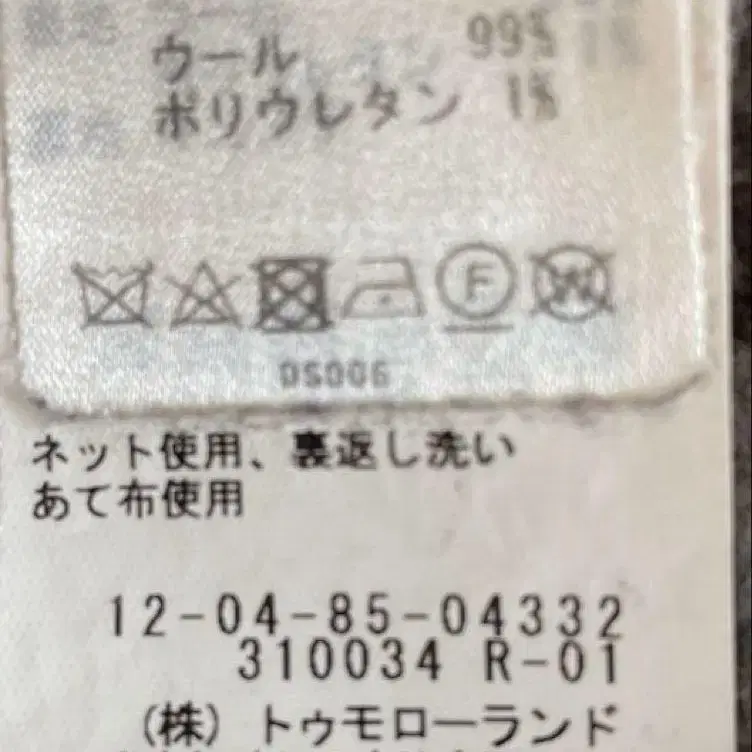 ウール 99%
ポリウレタン 1%
F W
DS006
ネット使用、裏返し洗い
あて布使用
12-04-85-04332
310034 R-01
(株) トゥモローランド